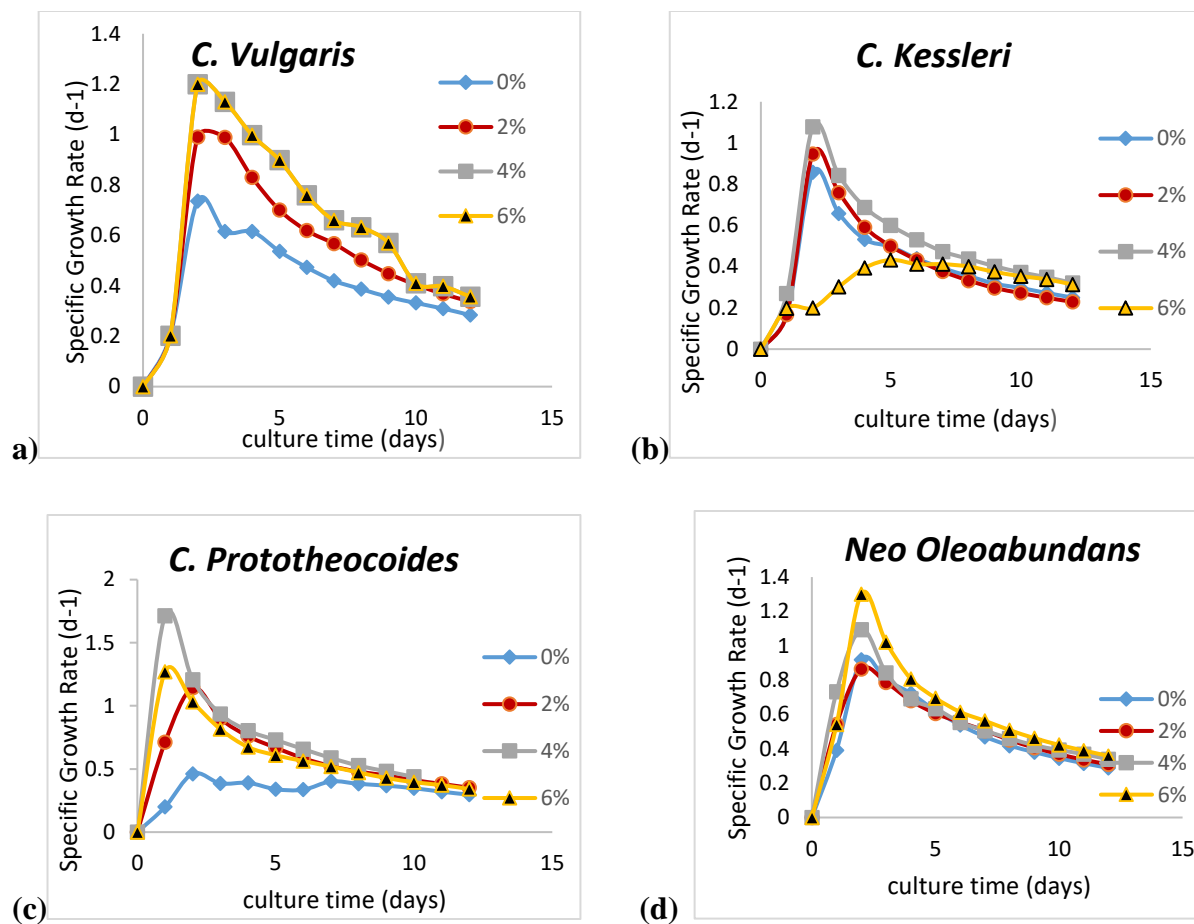 C. Vulgaris
Specific Growth Rate (d-1)
1.4
1.2
1
0.8
0.6
0.4
0.2
0
0 5 10 15
culture time (days)
0%
2%
4%
6%
a)
C. Kessleri
Specific Growth Rate (d-1)
1.2
1
0.8
0.6
0.4
0.2
0
0 5 10 15
culture time (days)
0%
2%
4%
6%
(b)
C. Prototheocoides
Specific Growth Rate (d-1)
2
1.5
1
0.5
0
0 5 10 15
culture time (days)
0%
2%
4%
6%
(c)
Neo Oleoabundans
Specific Growth Rate (d-1)
1.4
1.2
1
0.8
0.6
0.4
0.2
0
0 5 10 15
culture time (days)
0%
2%
4%
6%
(d)